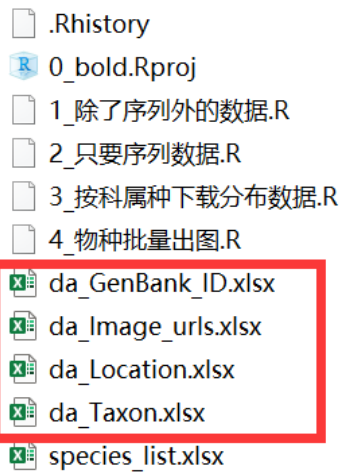 .Rhistory
0_bold.Rproj
1_除了序列外的数据.R
2_只要序列数据.R
3_按科属种下载分布数据.R
4_物种批量出图.R
da_GenBank_ID.xlsx
da_Image_urls.xlsx
da_Location.xlsx
da_Taxon.xlsx
species_list.xlsx